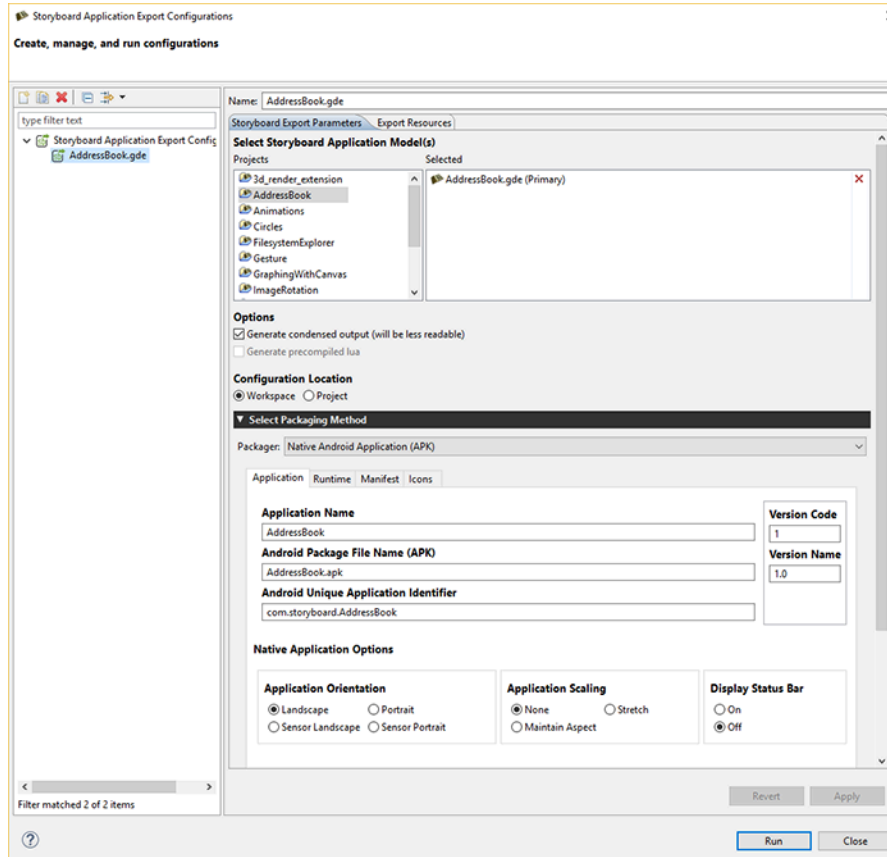 Storyboard Application Export Configurations
Create, manage, and run configurations
type filter text
Storyboard Application Export Config
AddressBook.gde
Filter matched 2 of 2 items
Name: AddressBook.gde
Storyboard Export Parameters Export Resources
Select Storyboard Application Model(s)
Projects Selected
3d_render_extension AddressBook.gde (Primary)
AddressBook
Animations
Circles
FilesystemExplorer
Gesture
GraphingWithCanvas
ImageRotation
Options
Generate condensed output (will be less readable)
Generate precompiled lua
Configuration Location
Workspace Project
Select Packaging Method
Packager: Native Android Application (APK)
Application Runtime Manifest Icons
Application Name Version Code
AddressBook 1
Android Package File Name (APK) Version Name
AddressBook.apk 1.0
Android Unique Application Identifier
com.storyboard.AddressBook
Native Application Options
Application Orientation Application Scaling Display Status Bar
Landscape Portrait None Stretch On
Sensor Landscape Sensor Portrait Maintain Aspect Off
Revert Apply
? Run Close